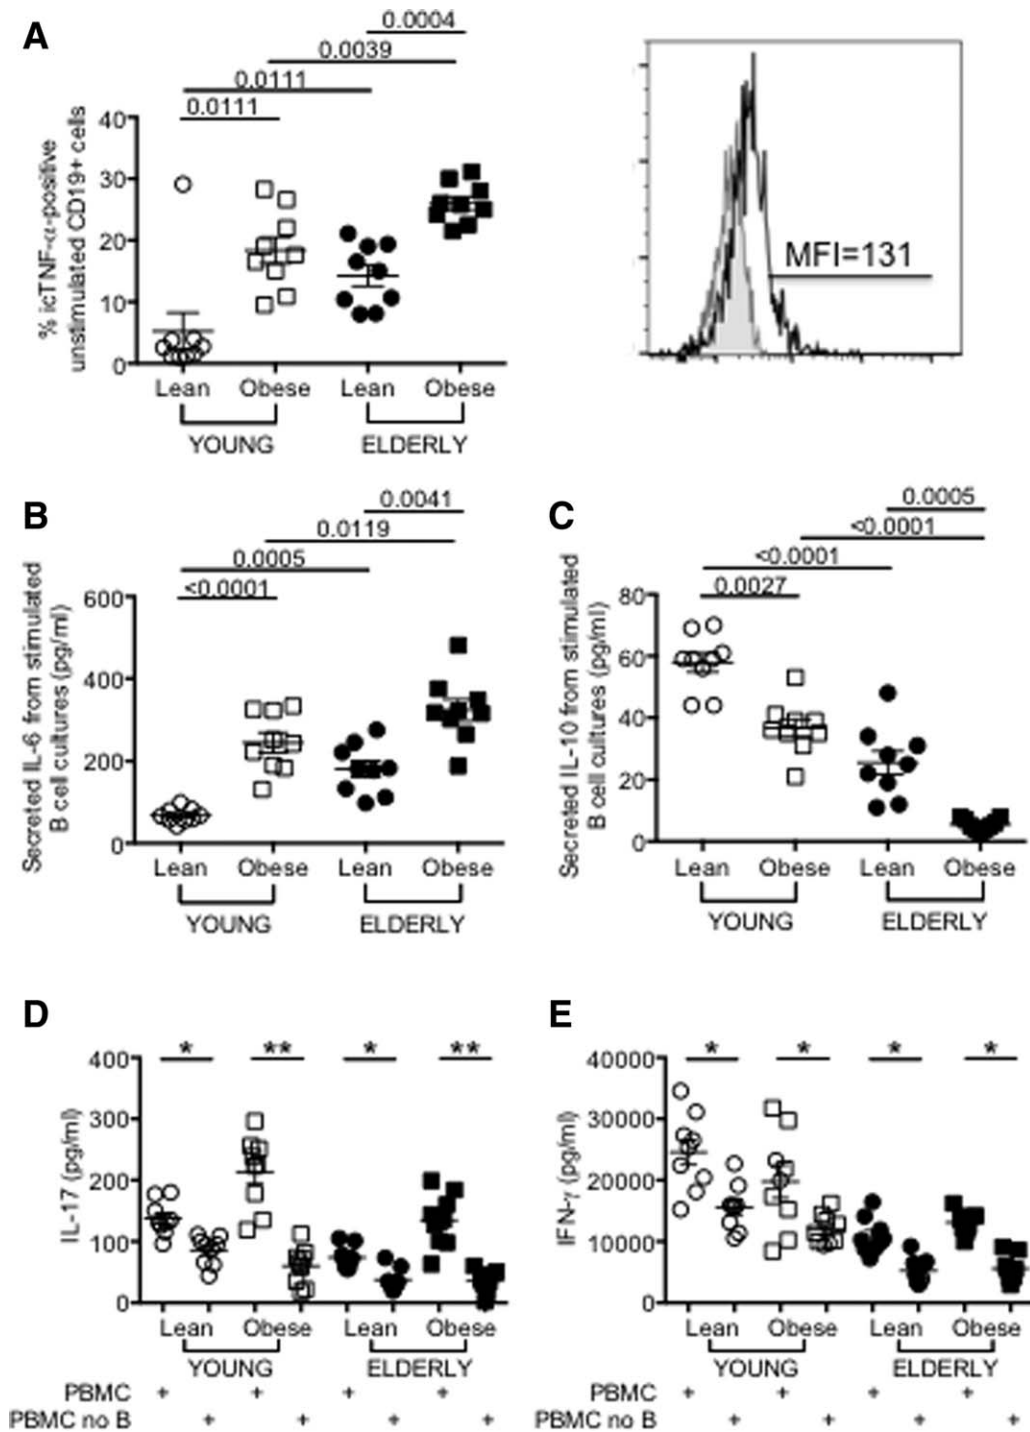 A
0.0004
0.0039
0.0111
0.0111
% icTNF-α-positive
unstimulated CD19+ cells
40
30
20
10
0
Lean Obese Lean Obese
YOUNG ELDERLY
MFI=131
B
0.0041
0.0119
0.0005
<0.0001
Secreted IL-6 from stimulated
B cell cultures (pg/ml)
600
400
200
0
Lean Obese Lean Obese
YOUNG ELDERLY
C
0.0005
<0.0001
<0.0001
0.0027
Secreted IL-10 from stimulated
B cell cultures (pg/ml)
80
60
40
20
0
Lean Obese Lean Obese
YOUNG ELDERLY
D
* ** * **
IL-17 (pg/ml)
400
300
200
100
0
Lean Obese Lean Obese
YOUNG ELDERLY
PBMC + + + +
PBMC no B + + + +
E
* * * *
IFN-γ (pg/ml)
40000
30000
20000
10000
0
Lean Obese Lean Obese
YOUNG ELDERLY
PBMC + + + +
PBMC no B + + + +